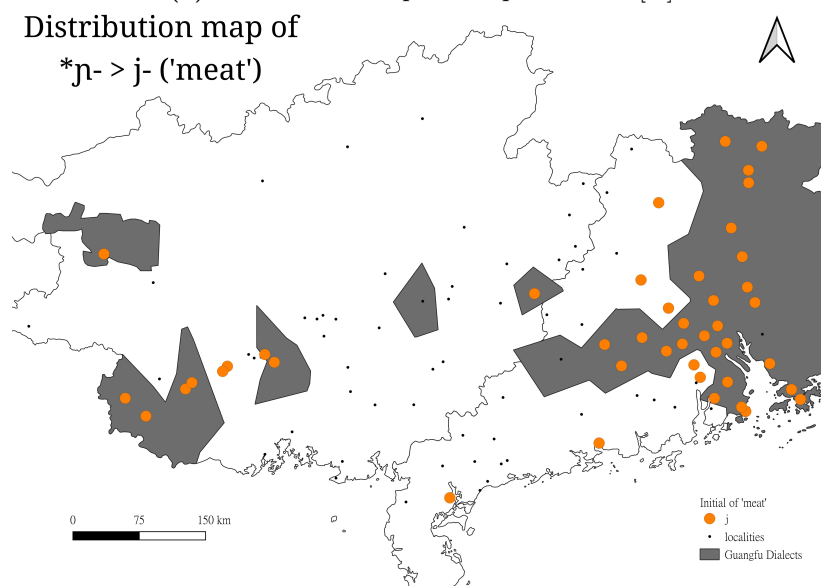 Distribution map of
*ɲ- > j- ('meat')
Initial of 'meat'
j
localities
Guangfu Dialects
0 75 150 km